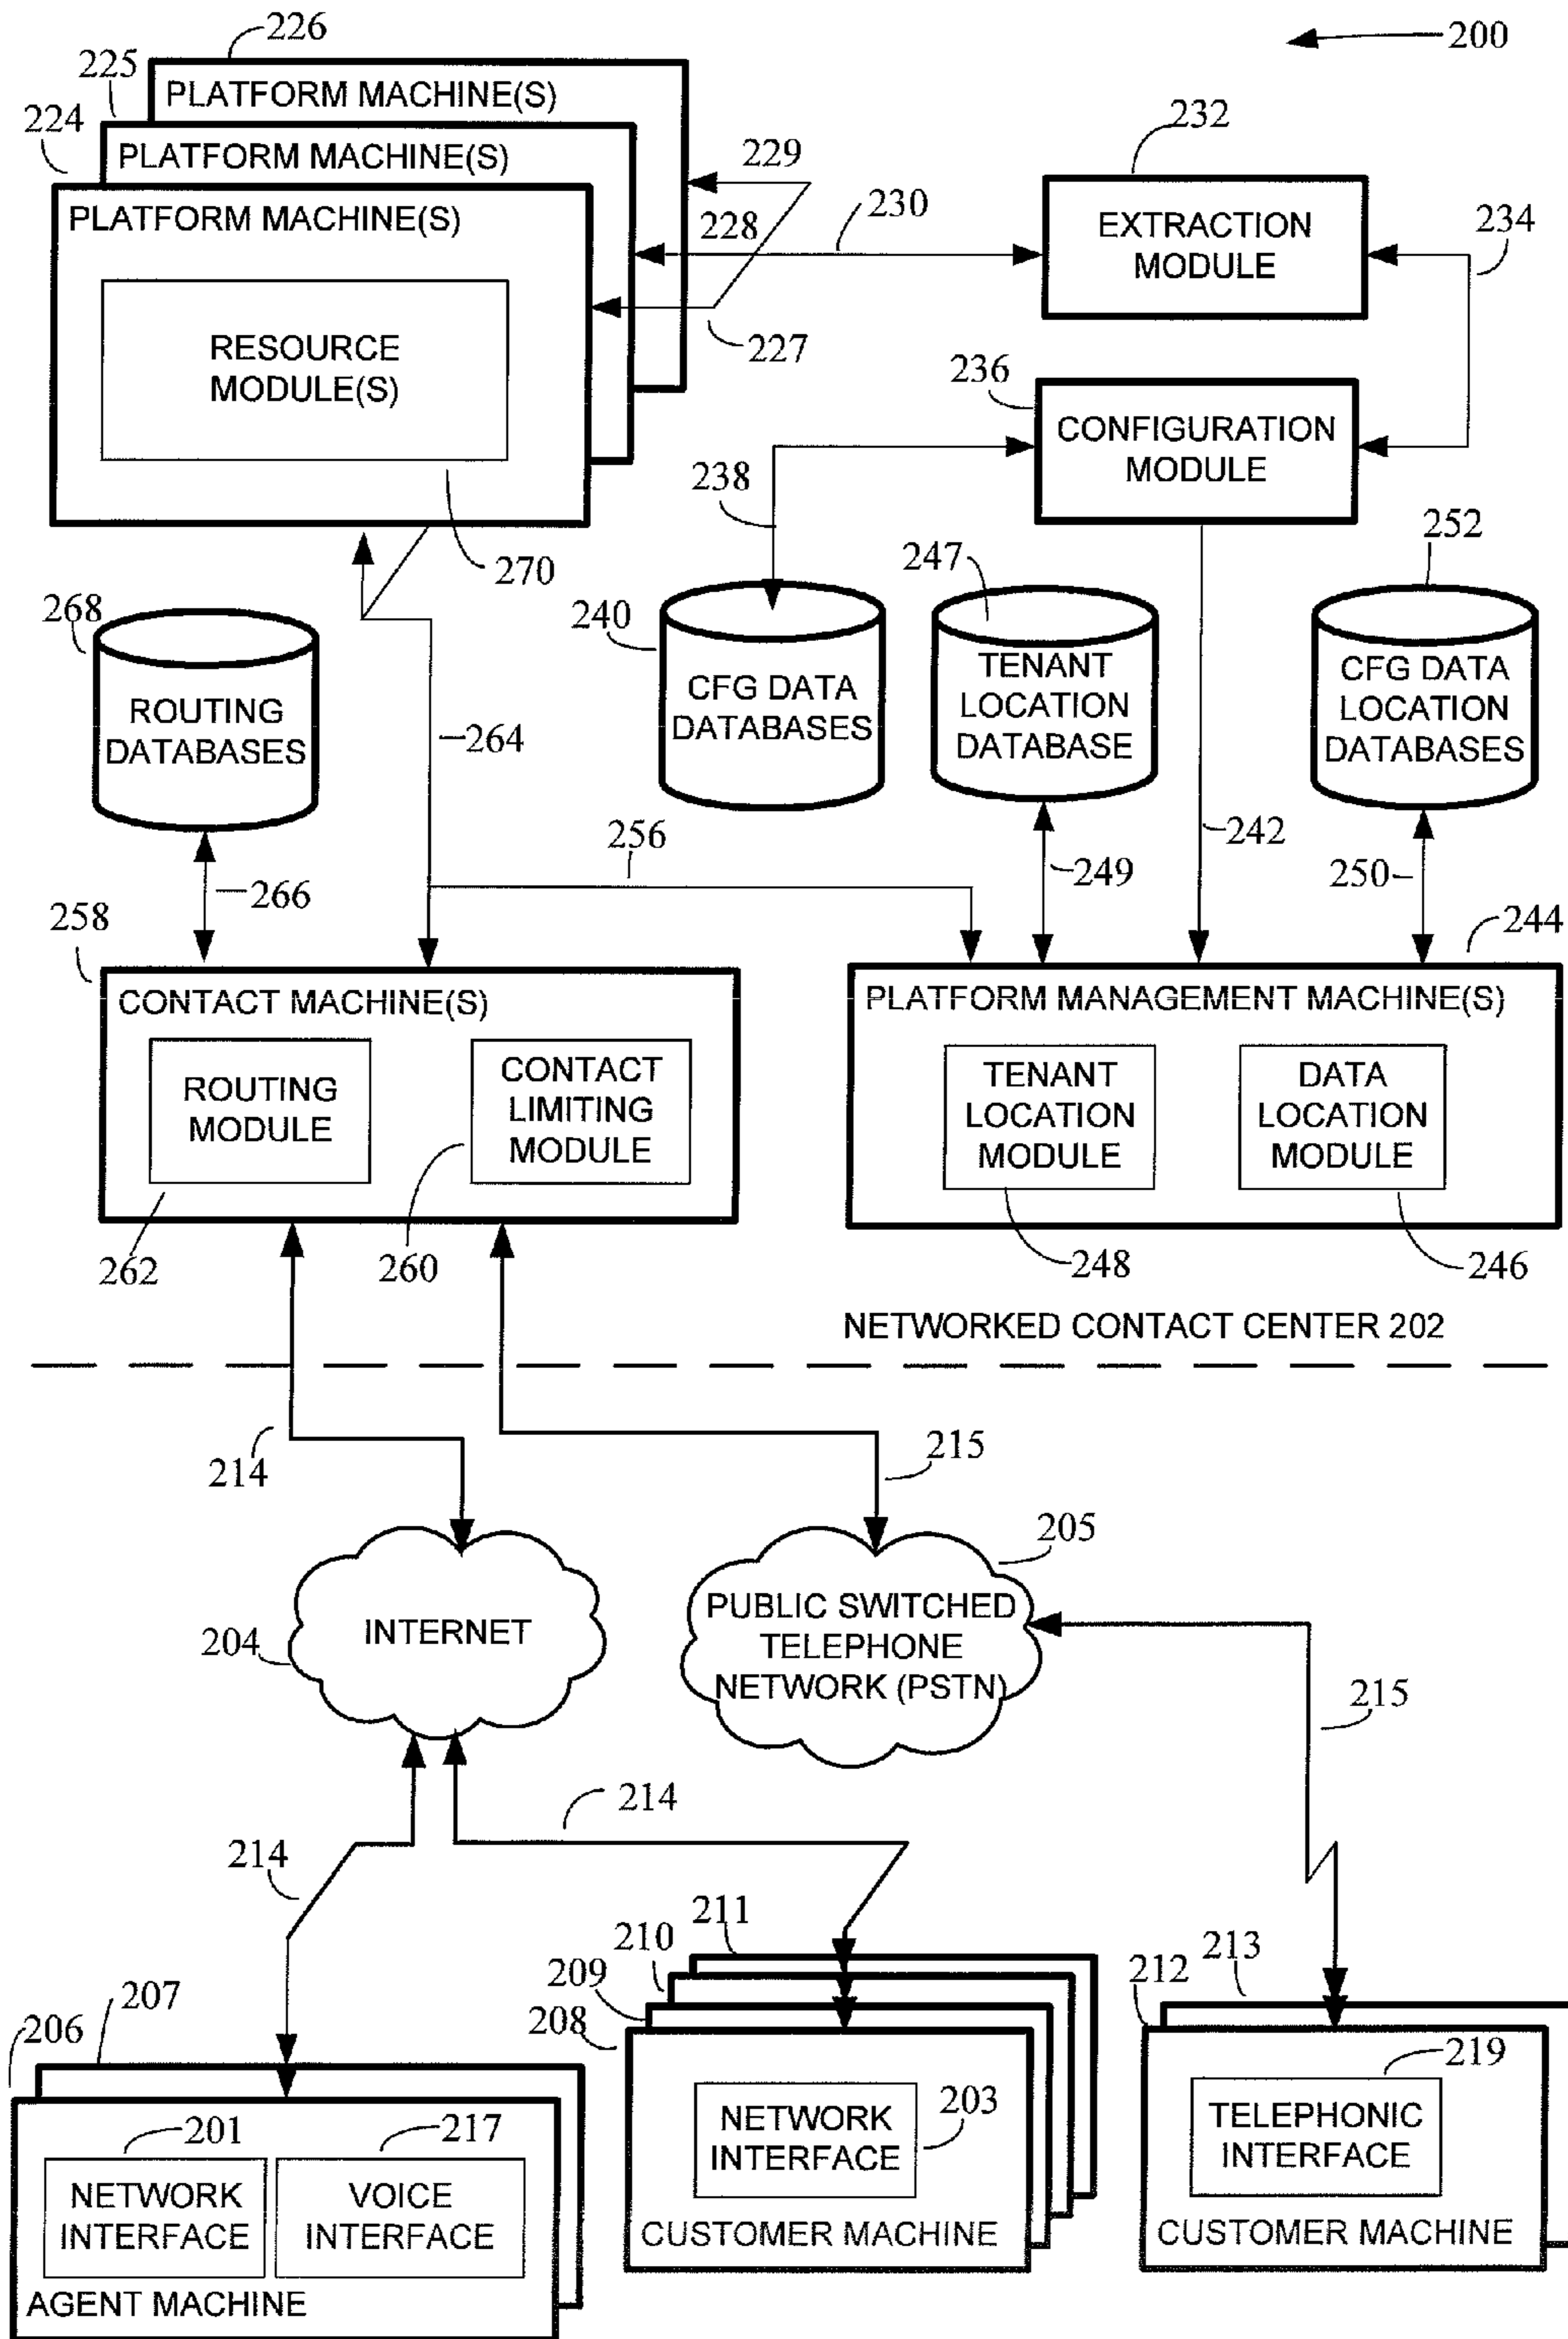 200
226
PLATFORM MACHINE(S)
225
PLATFORM MACHINE(S)
224
PLATFORM MACHINE(S)
RESOURCE
MODULE(S)
270
229
228
227
230
232
EXTRACTION
MODULE
234
236
CONFIGURATION
MODULE
238
240
CFG DATA
DATABASES
247
TENANT
LOCATION
DATABASE
252
CFG DATA
LOCATION
DATABASES
268
ROUTING
DATABASES
264
266
256
249
242
250
258
CONTACT MACHINE(S)
ROUTING
MODULE
262
CONTACT
LIMITING
MODULE
260
244
PLATFORM MANAGEMENT MACHINE(S)
TENANT
LOCATION
MODULE
248
DATA
LOCATION
MODULE
246
NETWORKED CONTACT CENTER 202
214
215
204
INTERNET
205
PUBLIC SWITCHED
TELEPHONE
NETWORK (PSTN)
215
214
214
206
207
201
217
NETWORK
INTERFACE
VOICE
INTERFACE
AGENT MACHINE
211
210
209
208
NETWORK
INTERFACE
203
CUSTOMER MACHINE
213
212
219
TELEPHONIC
INTERFACE
CUSTOMER MACHINE